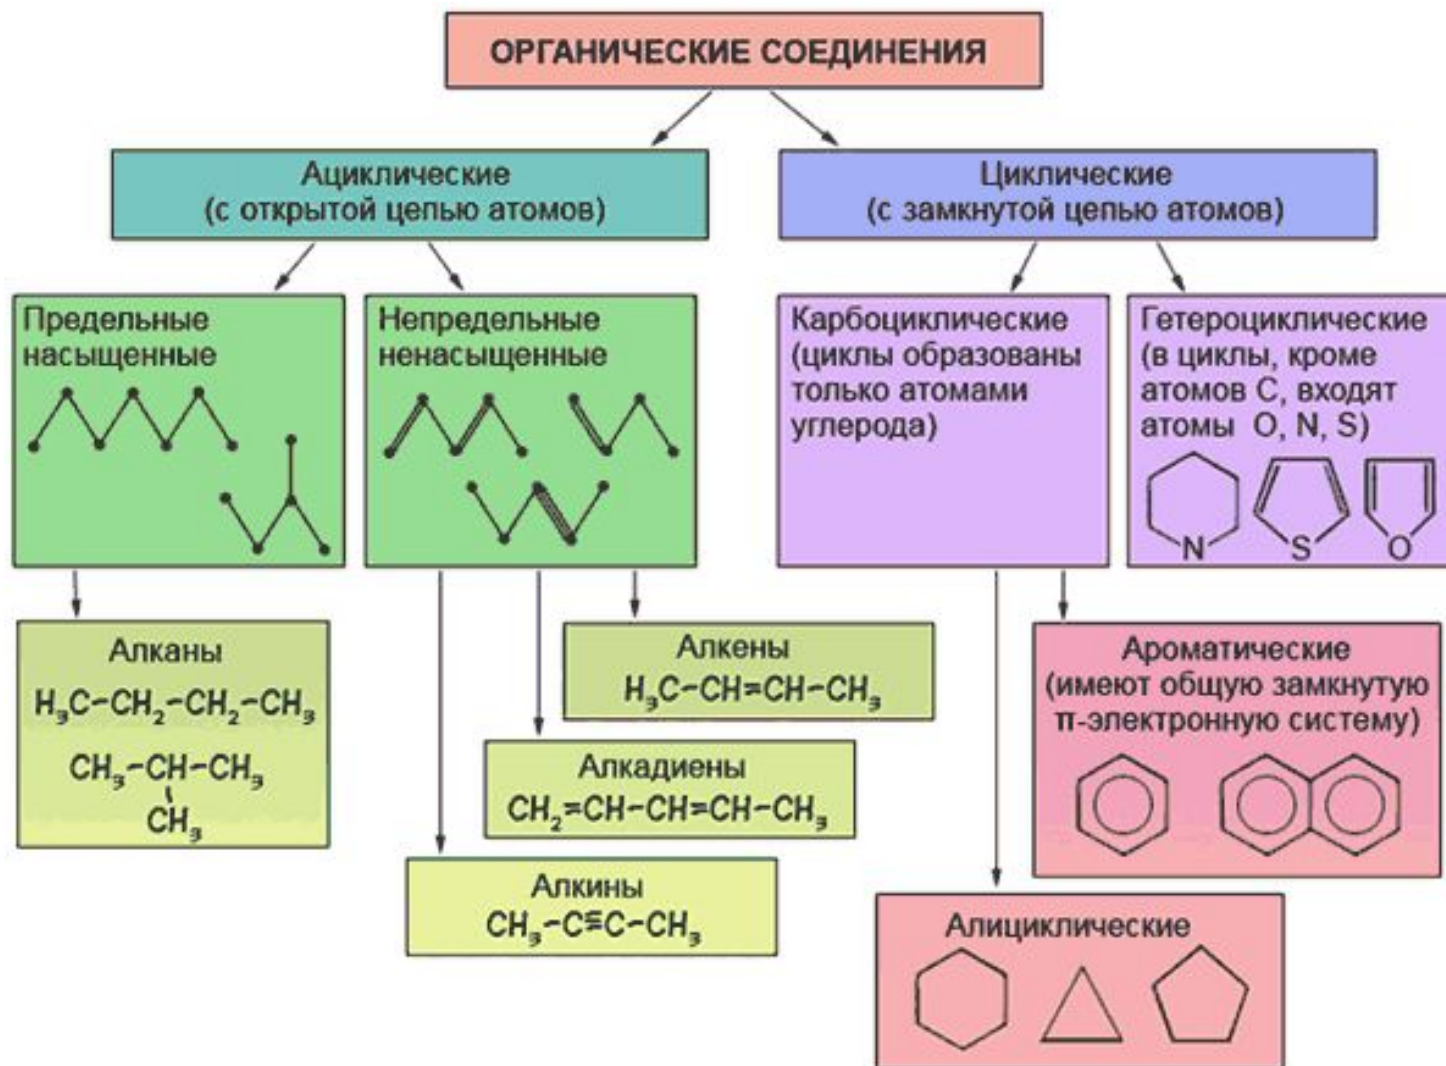 ОРГАНИЧЕСКИЕ СОЕДИНЕНИЯ
Ациклические
(с открытой цепью атомов)
Циклические
(с замкнутой цепью атомов)
Предельные
насыщенные
Непредельные
ненасыщенные
Карбоциклические
(циклы образованы
только атомами
углерода)
Гетероциклические
(в циклы, кроме
атомов С, входят
атомы O, N, S)
N
S
O
Алканы
H₃C–CH₂–CH₂–CH₃
CH₃–CH–CH₃
CH₃
Алкены
H₃C–CH=CH–CH₃
Алкадиены
CH₂=CH–CH=CH–CH₃
Алкины
CH₃–C≡C–CH₃
Ароматические
(имеют общую замкнутую
π-электронную систему)
Алициклические